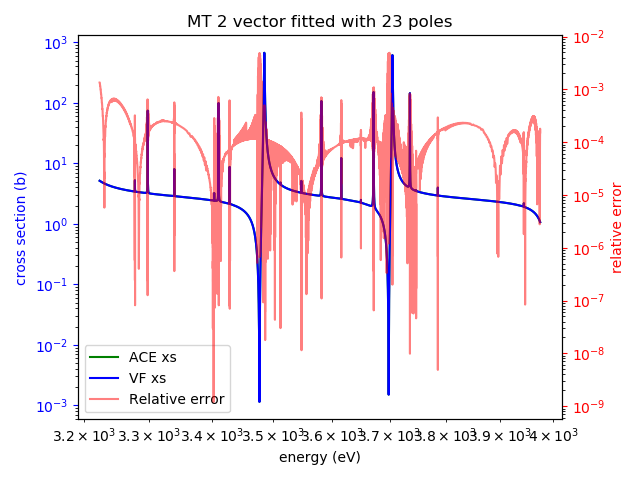 MT 2 vector fitted with 23 poles
10³
10²
10¹
10⁰
10⁻¹
10⁻²
10⁻³
cross section (b)
10⁻²
10⁻³
10⁻⁴
10⁻⁵
10⁻⁶
10⁻⁷
10⁻⁸
10⁻⁹
relative error
ACE xs
VF xs
Relative error
3.2 × 10³ 3.3 × 10³ 3.4 × 10³ 3.5 × 10³ 3.6 × 10³ 3.7 × 10³ 3.8 × 10³ 3.9 × 10³ 4 × 10³
energy (eV)